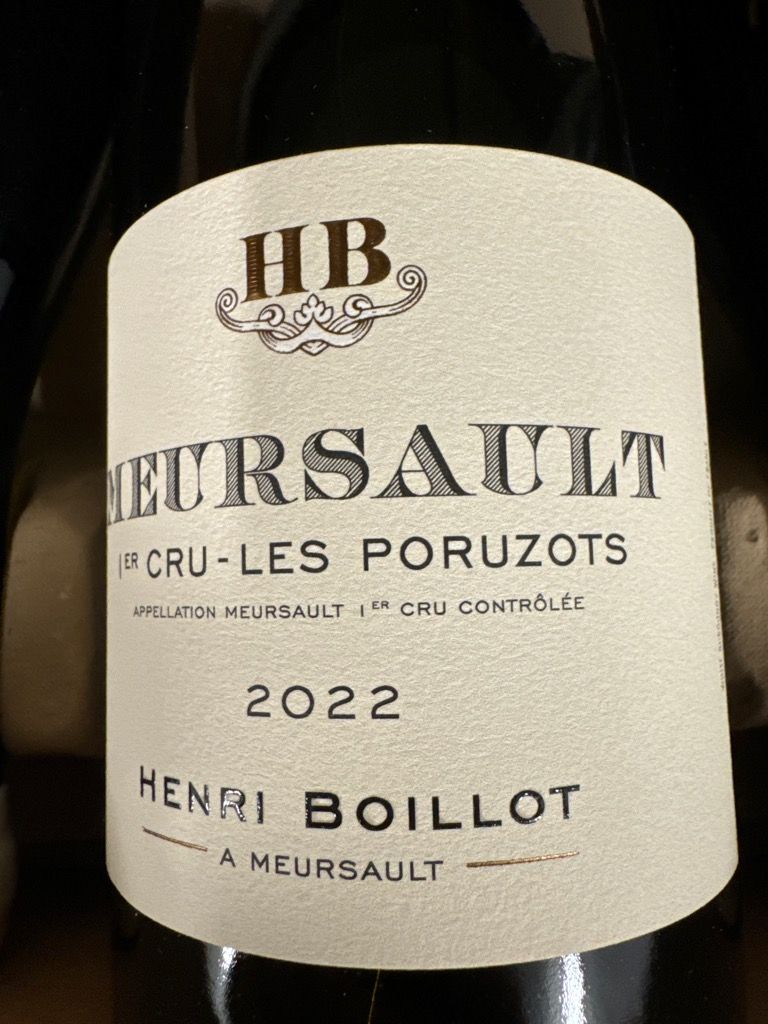 HB
MEURSAULT
1ER CRU - LES PORUZOTS
APPELLATION MEURSAULT 1ER CRU CONTRÔLÉE
2022
HENRI BOILLOT
A MEURSAULT